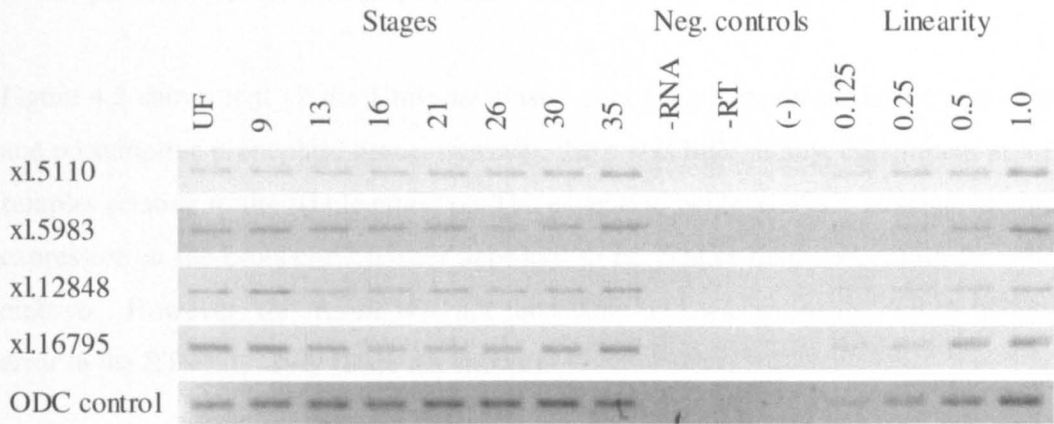 Stages Neg. controls Linearity
UF 9 13 16 21 26 30 35 -RNA -RT (-) 0.125 0.25 0.5 1.0
xl.5110
xl.5983
xl.12848
xl.16795
ODC control